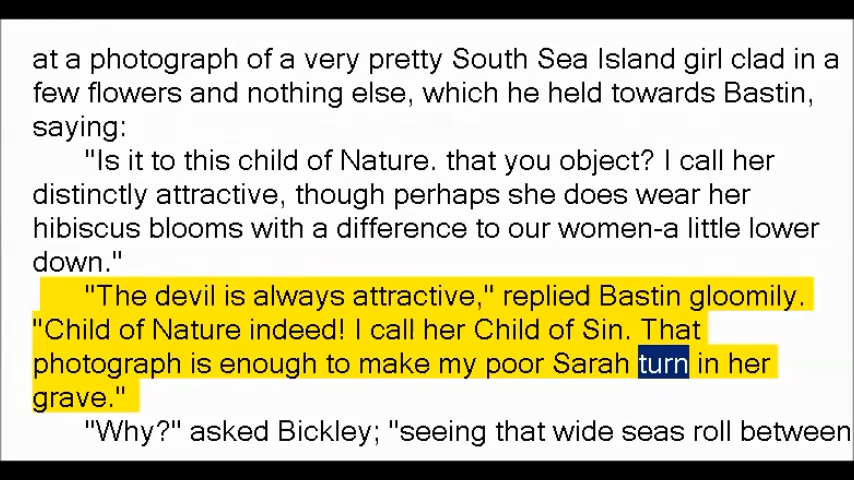 at a photograph of a very pretty South Sea Island girl clad in a
few flowers and nothing else, which he held towards Bastin,
saying:
"Is it to this child of Nature. that you object? I call her
distinctly attractive, though perhaps she does wear her
hibiscus blooms with a difference to our women-a little lower
down."
"The devil is always attractive," replied Bastin gloomily.
"Child of Nature indeed! I call her Child of Sin. That
photograph is enough to make my poor Sarah turn in her
grave."
"Why?" asked Bickley; "seeing that wide seas roll between